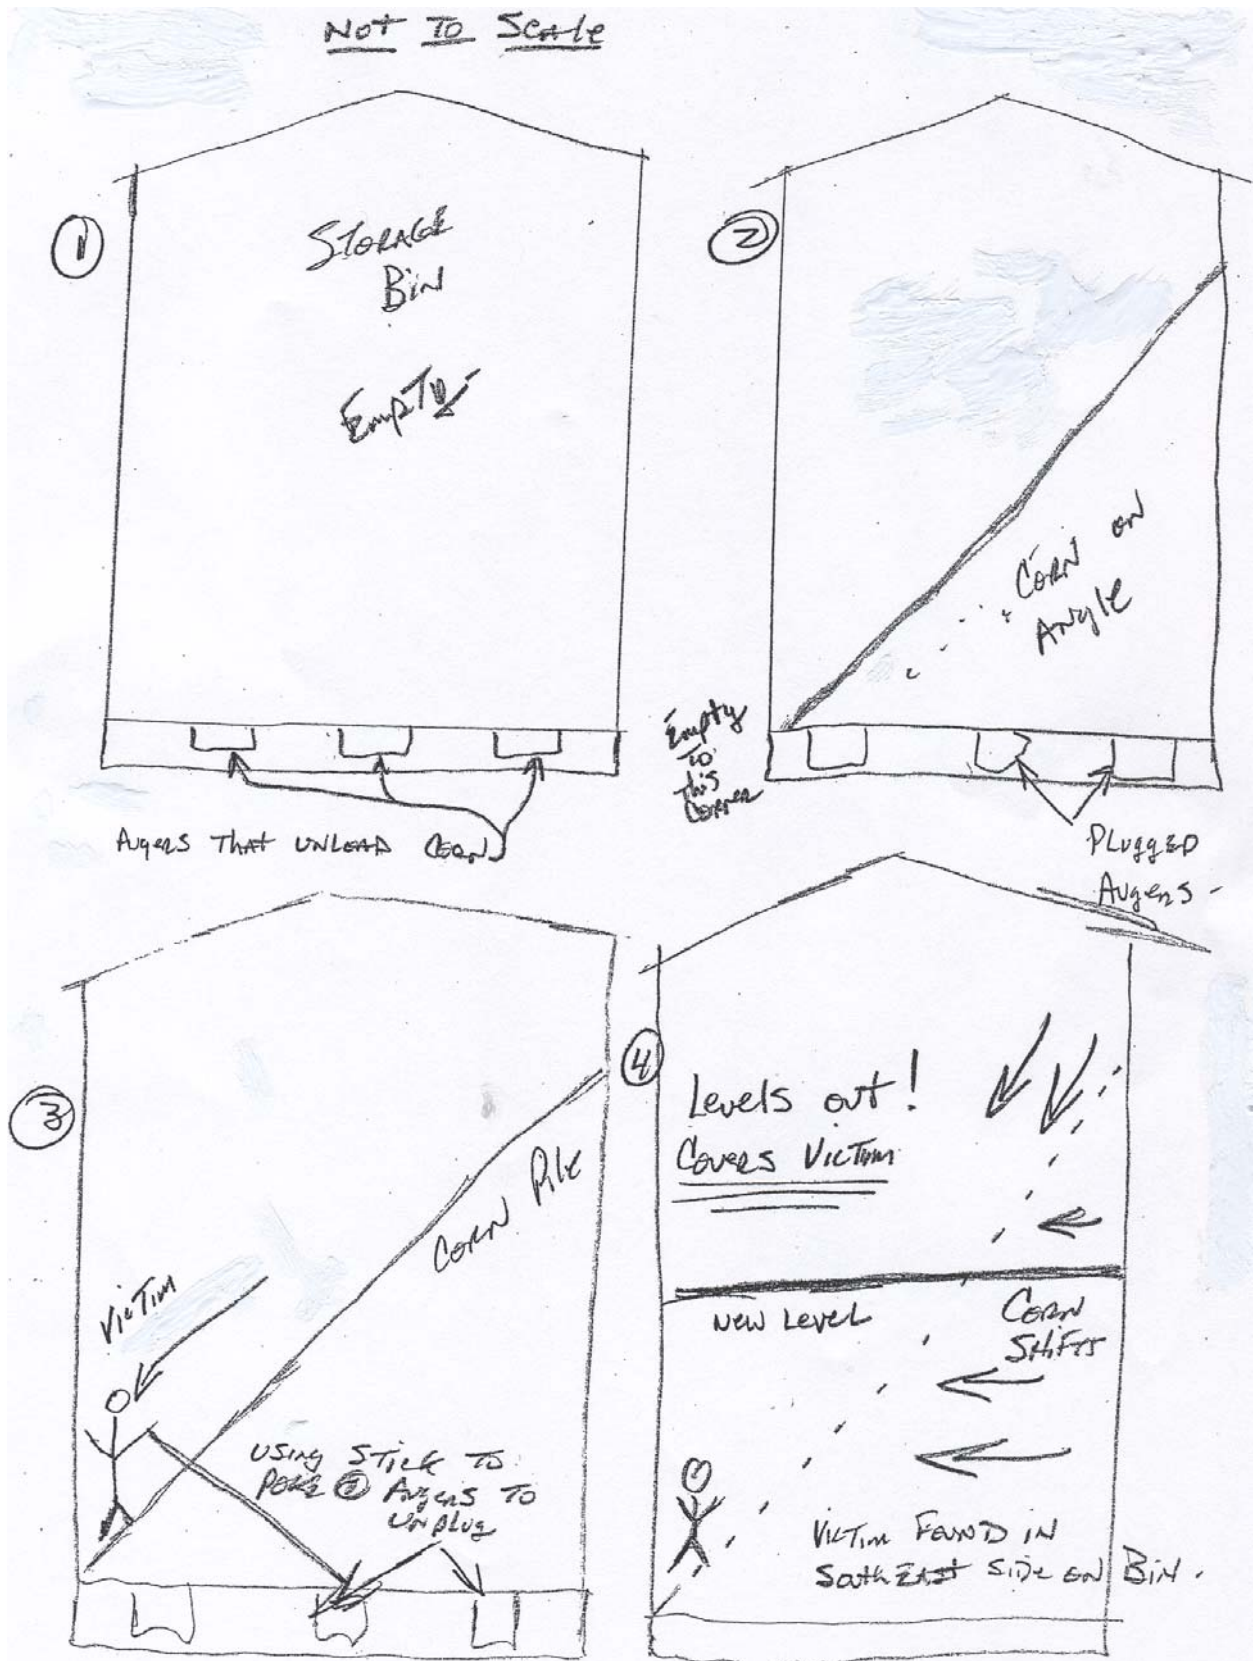 Not To Scale
1
STORAGE
BiN
EmpTy
Augers That UNLOAD CORN
2
CORN ON
Angle
Empty
To
This
Corner
PLuggED
Augers
3
Victim
Corn Pile
Using Stick To
Poke @ Augers To
Unplug
4
Levels out!
Covers Victim
New Level
Corn
Shifts
Victim Found in
South East Side on Bin.